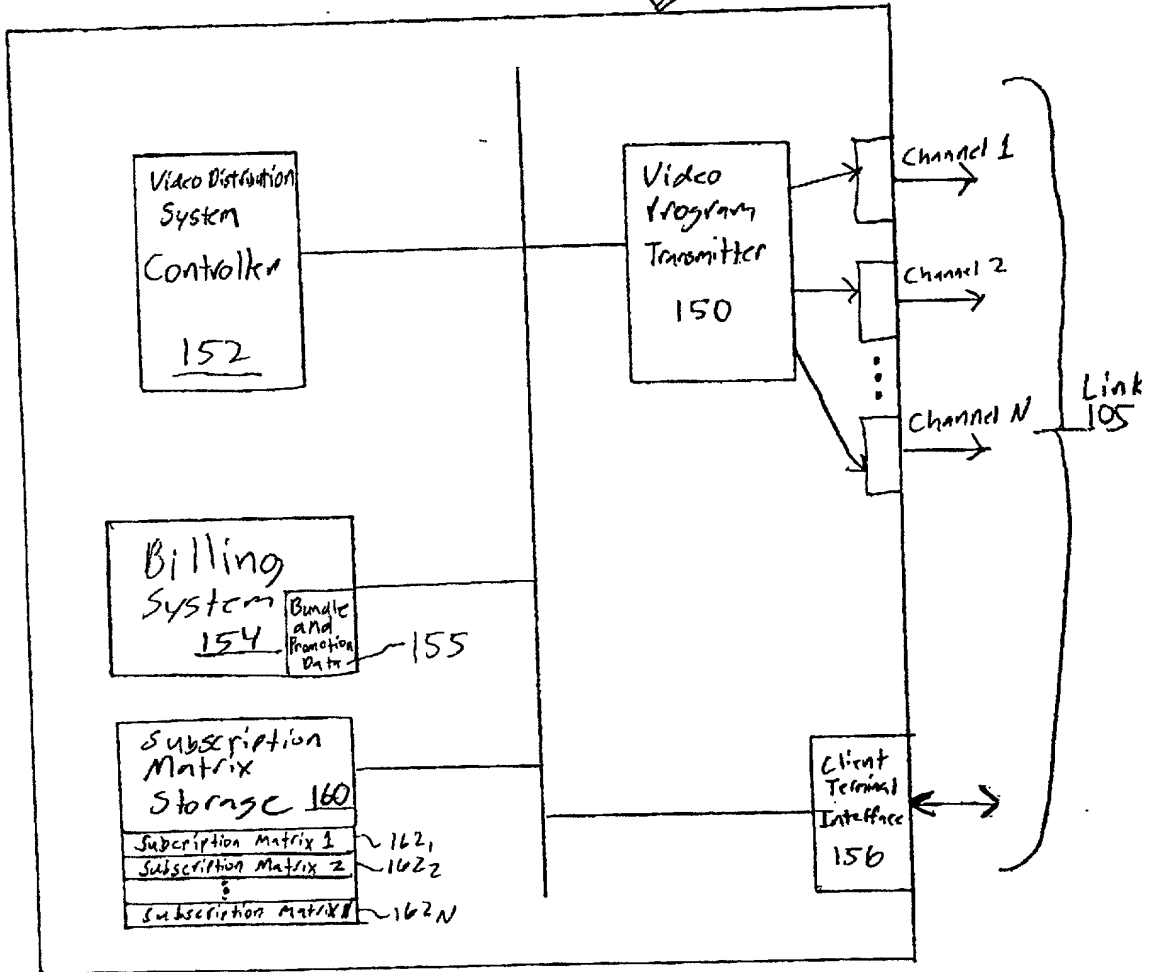 Video Distribution
System
Controller
152
Video
Program
Transmitter
150
Channel 1
Channel 2
Channel N
Link
105
Billing
System
154
Bundle
and
Promotion
Data
155
Subscription
Matrix
Storage 160
Subcription Matrix 1
162₁
Subscription Matrix 2
162₂
Subscription Matrix
162N
Client
Terminal
Interface
156